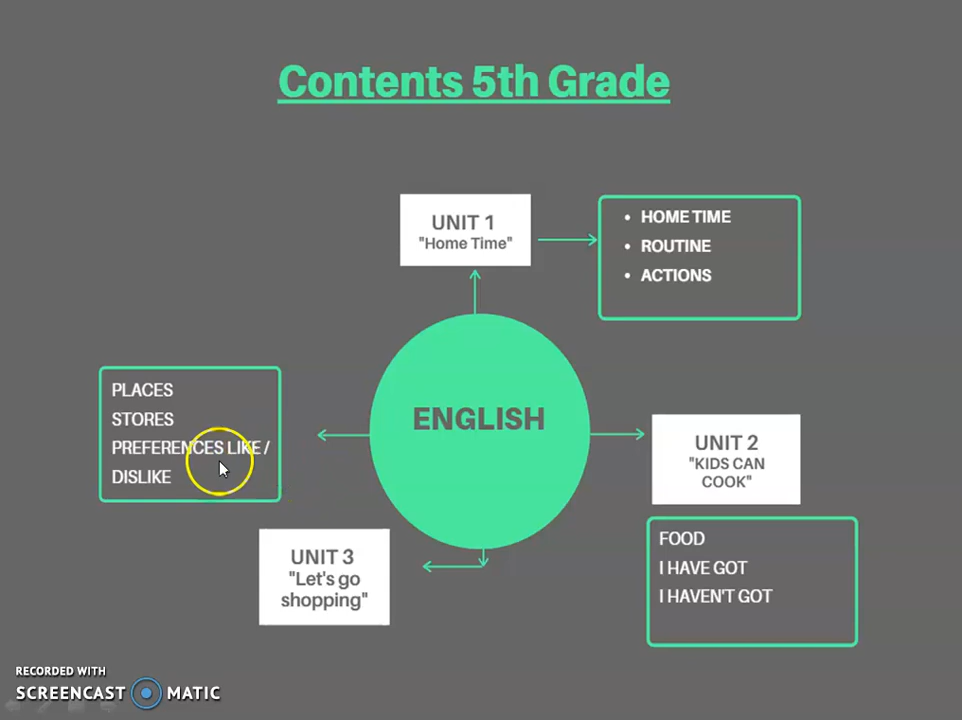 Contents 5th Grade
UNIT 1
"Home Time"
• HOME TIME
• ROUTINE
• ACTIONS
PLACES
STORES
PREFERENCES LIKE /
DISLIKE
ENGLISH
UNIT 2
"KIDS CAN
COOK"
FOOD
I HAVE GOT
I HAVEN'T GOT
UNIT 3
"Let's go
shopping"
RECORDED WITH
SCREENCAST MATIC